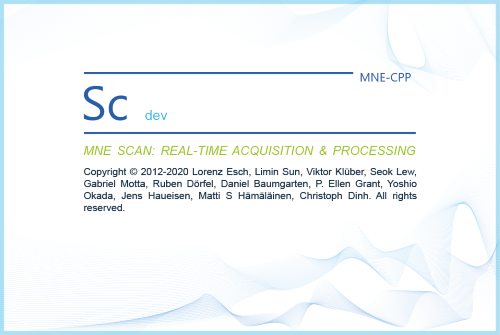 MNE-CPP
Sc dev
MNE SCAN: REAL-TIME ACQUISITION & PROCESSING
Copyright © 2012-2020 Lorenz Esch, Limin Sun, Viktor Klüber, Seok Lew,
Gabriel Motta, Ruben Dörfel, Daniel Baumgarten, P. Ellen Grant, Yoshio
Okada, Jens Haueisen, Matti S Hämäläinen, Christoph Dinh. All rights
reserved.